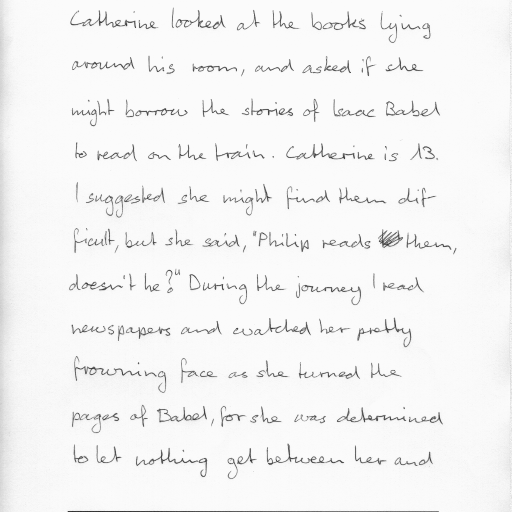 Catherine looked at the books lying
around his room, and asked if she
might borrow the stories of Isaac Babel
to read on the train. Catherine is 13.
I suggested she might find them dif-
ficult, but she said, "Philip reads them,
doesn't he?" During the journey I read
newspapers and watched her pretty
frowning face as she turned the
pages of Babel, for she was determined
to let nothing get between her and